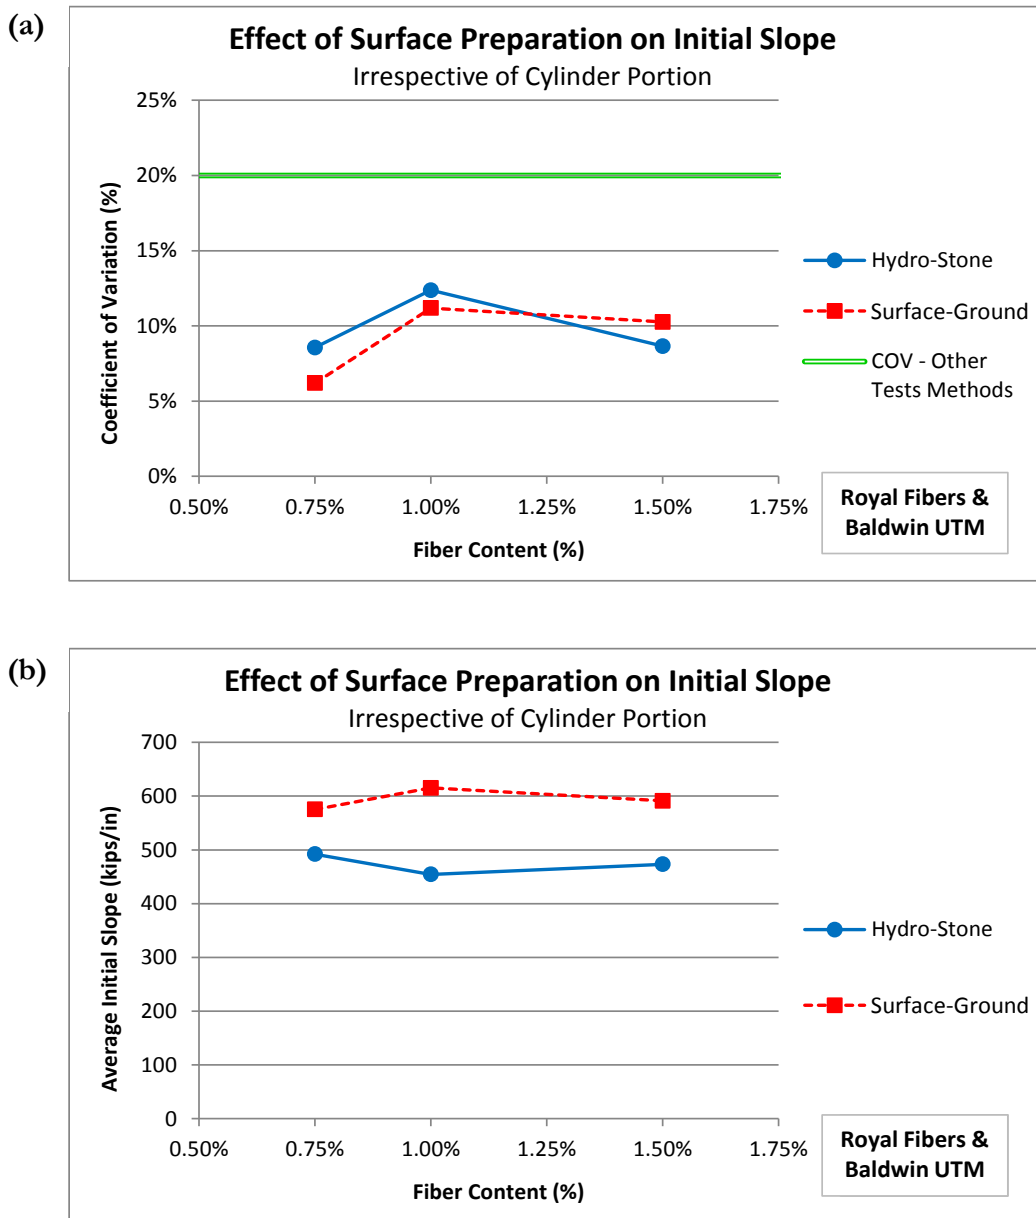 (a)
Effect of Surface Preparation on Initial Slope
Irrespective of Cylinder Portion
25%
20%
15%
10%
5%
0%
Coefficient of Variation (%)
0.50% 0.75% 1.00% 1.25% 1.50% 1.75%
Fiber Content (%)
Hydro-Stone
Surface-Ground
COV - Other
Tests Methods
Royal Fibers &
Baldwin UTM
(b)
Effect of Surface Preparation on Initial Slope
Irrespective of Cylinder Portion
700
600
500
400
300
200
100
0
Average Initial Slope (kips/in)
0.50% 0.75% 1.00% 1.25% 1.50% 1.75%
Fiber Content (%)
Hydro-Stone
Surface-Ground
Royal Fibers &
Baldwin UTM